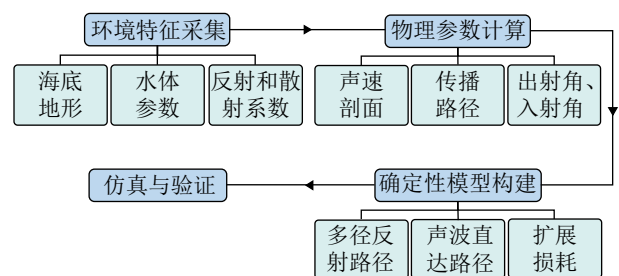 环境特征采集
物理参数计算
海底
地形
水体
参数
反射和散
射系数
声速
剖面
传播
路径
出射角、
入射角
仿真与验证
确定性模型构建
多径反
射路径
声波直
达路径
扩展
损耗